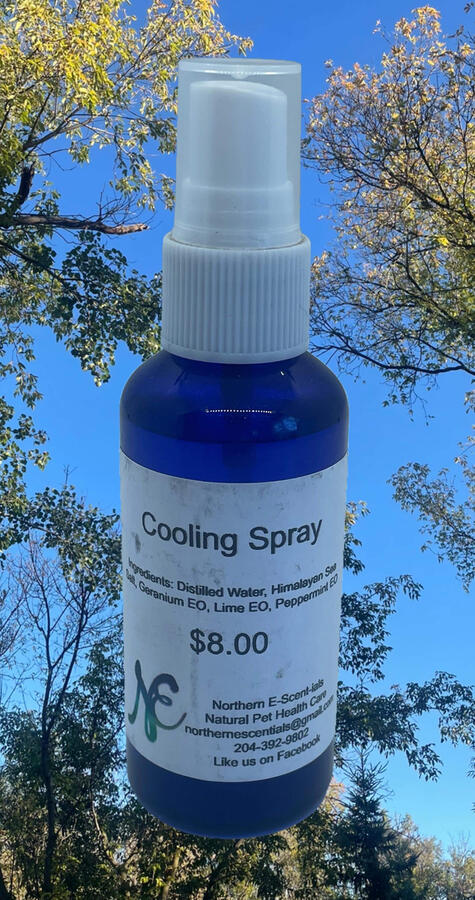 Cooling Spray
Ingredients: Distilled Water, Himalayan Sea
Salt, Geranium EO, Lime EO, Peppermint EO
$8.00
NE
Northern E-Scent-ials
Natural Pet Health Care
northernescentials@gmail.com
204-392-9802
Like us on Facebook